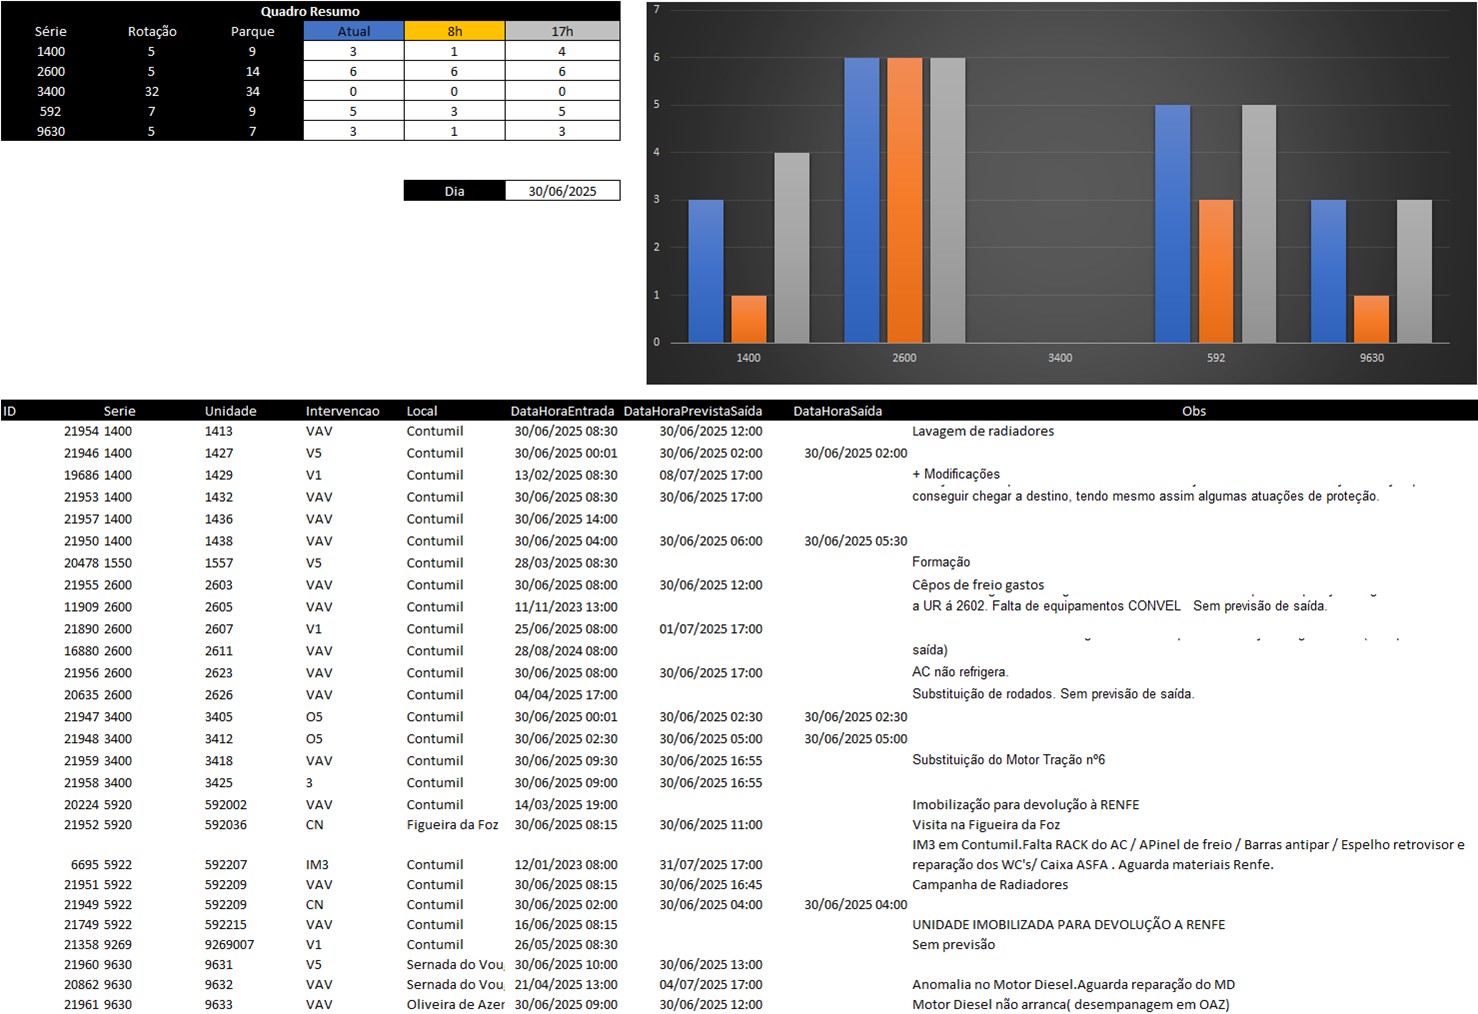 Quadro Resumo
Série Rotação Parque Atual 8h 17h
1400 5 9 3 1 4
2600 5 14 6 6 6
3400 32 34 0 0 0
592 7 9 5 3 5
9630 5 7 3 1 3
Dia 30/06/2025
7
6
5
4
3
2
1
0
1400 2600 3400 592 9630
ID Serie Unidade Intervencao Local DataHoraEntrada DataHoraPrevistaSaída DataHoraSaída Obs
21954 1400 1413 VAV Contumil 30/06/2025 08:30 30/06/2025 12:00 Lavagem de radiadores
21946 1400 1427 V5 Contumil 30/06/2025 00:01 30/06/2025 02:00 30/06/2025 02:00
19686 1400 1429 V1 Contumil 13/02/2025 08:30 08/07/2025 17:00 + Modificações
21953 1400 1432 VAV Contumil 30/06/2025 08:30 30/06/2025 17:00 conseguir chegar a destino, tendo mesmo assim algumas atuações de proteção.
21957 1400 1436 VAV Contumil 30/06/2025 14:00
21950 1400 1438 VAV Contumil 30/06/2025 04:00 30/06/2025 06:00 30/06/2025 05:30
20478 1550 1557 V5 Contumil 28/03/2025 08:30 Formação
21955 2600 2603 VAV Contumil 30/06/2025 08:00 30/06/2025 12:00 Cêpos de freio gastos
11909 2600 2605 VAV Contumil 11/11/2023 13:00 a UR á 2602. Falta de equipamentos CONVEL Sem previsão de saída.
21890 2600 2607 V1 Contumil 25/06/2025 08:00 01/07/2025 17:00
16880 2600 2611 VAV Contumil 28/08/2024 08:00 saída)
21956 2600 2623 VAV Contumil 30/06/2025 08:00 30/06/2025 17:00 AC não refrigera.
20635 2600 2626 VAV Contumil 04/04/2025 17:00 Substituição de rodados. Sem previsão de saída.
21947 3400 3405 O5 Contumil 30/06/2025 00:01 30/06/2025 02:30 30/06/2025 02:30
21948 3400 3412 O5 Contumil 30/06/2025 02:30 30/06/2025 05:00 30/06/2025 05:00
21959 3400 3418 VAV Contumil 30/06/2025 09:30 30/06/2025 16:55 Substituição do Motor Tração nº6
21958 3400 3425 3 Contumil 30/06/2025 09:00 30/06/2025 16:55
20224 5920 592002 VAV Contumil 14/03/2025 19:00 Imobilização para devolução à RENFE
21952 5920 592036 CN Figueira da Foz 30/06/2025 08:15 30/06/2025 11:00 Visita na Figueira da Foz
IM3 em Contumil.Falta RACK do AC / APinel de freio / Barras antipar / Espelho retrovisor e
6695 5922 592207 IM3 Contumil 12/01/2023 08:00 31/07/2025 17:00 reparação dos WC's/ Caixa ASFA . Aguarda materiais Renfe.
21951 5922 592209 VAV Contumil 30/06/2025 08:15 30/06/2025 16:45 Campanha de Radiadores
21949 5922 592209 CN Contumil 30/06/2025 02:00 30/06/2025 04:00 30/06/2025 04:00
21749 5922 592215 VAV Contumil 16/06/2025 08:15 UNIDADE IMOBILIZADA PARA DEVOLUÇÃO A RENFE
21358 9269 9269007 V1 Contumil 26/05/2025 08:30 Sem previsão
21960 9630 9631 V5 Sernada do Vou 30/06/2025 10:00 30/06/2025 13:00
20862 9630 9632 VAV Sernada do Vou 21/04/2025 13:00 04/07/2025 17:00 Anomalia no Motor Diesel.Aguarda reparação do MD
21961 9630 9633 VAV Oliveira de Azer 30/06/2025 09:00 30/06/2025 12:00 Motor Diesel não arranca( desempanagem em OAZ)